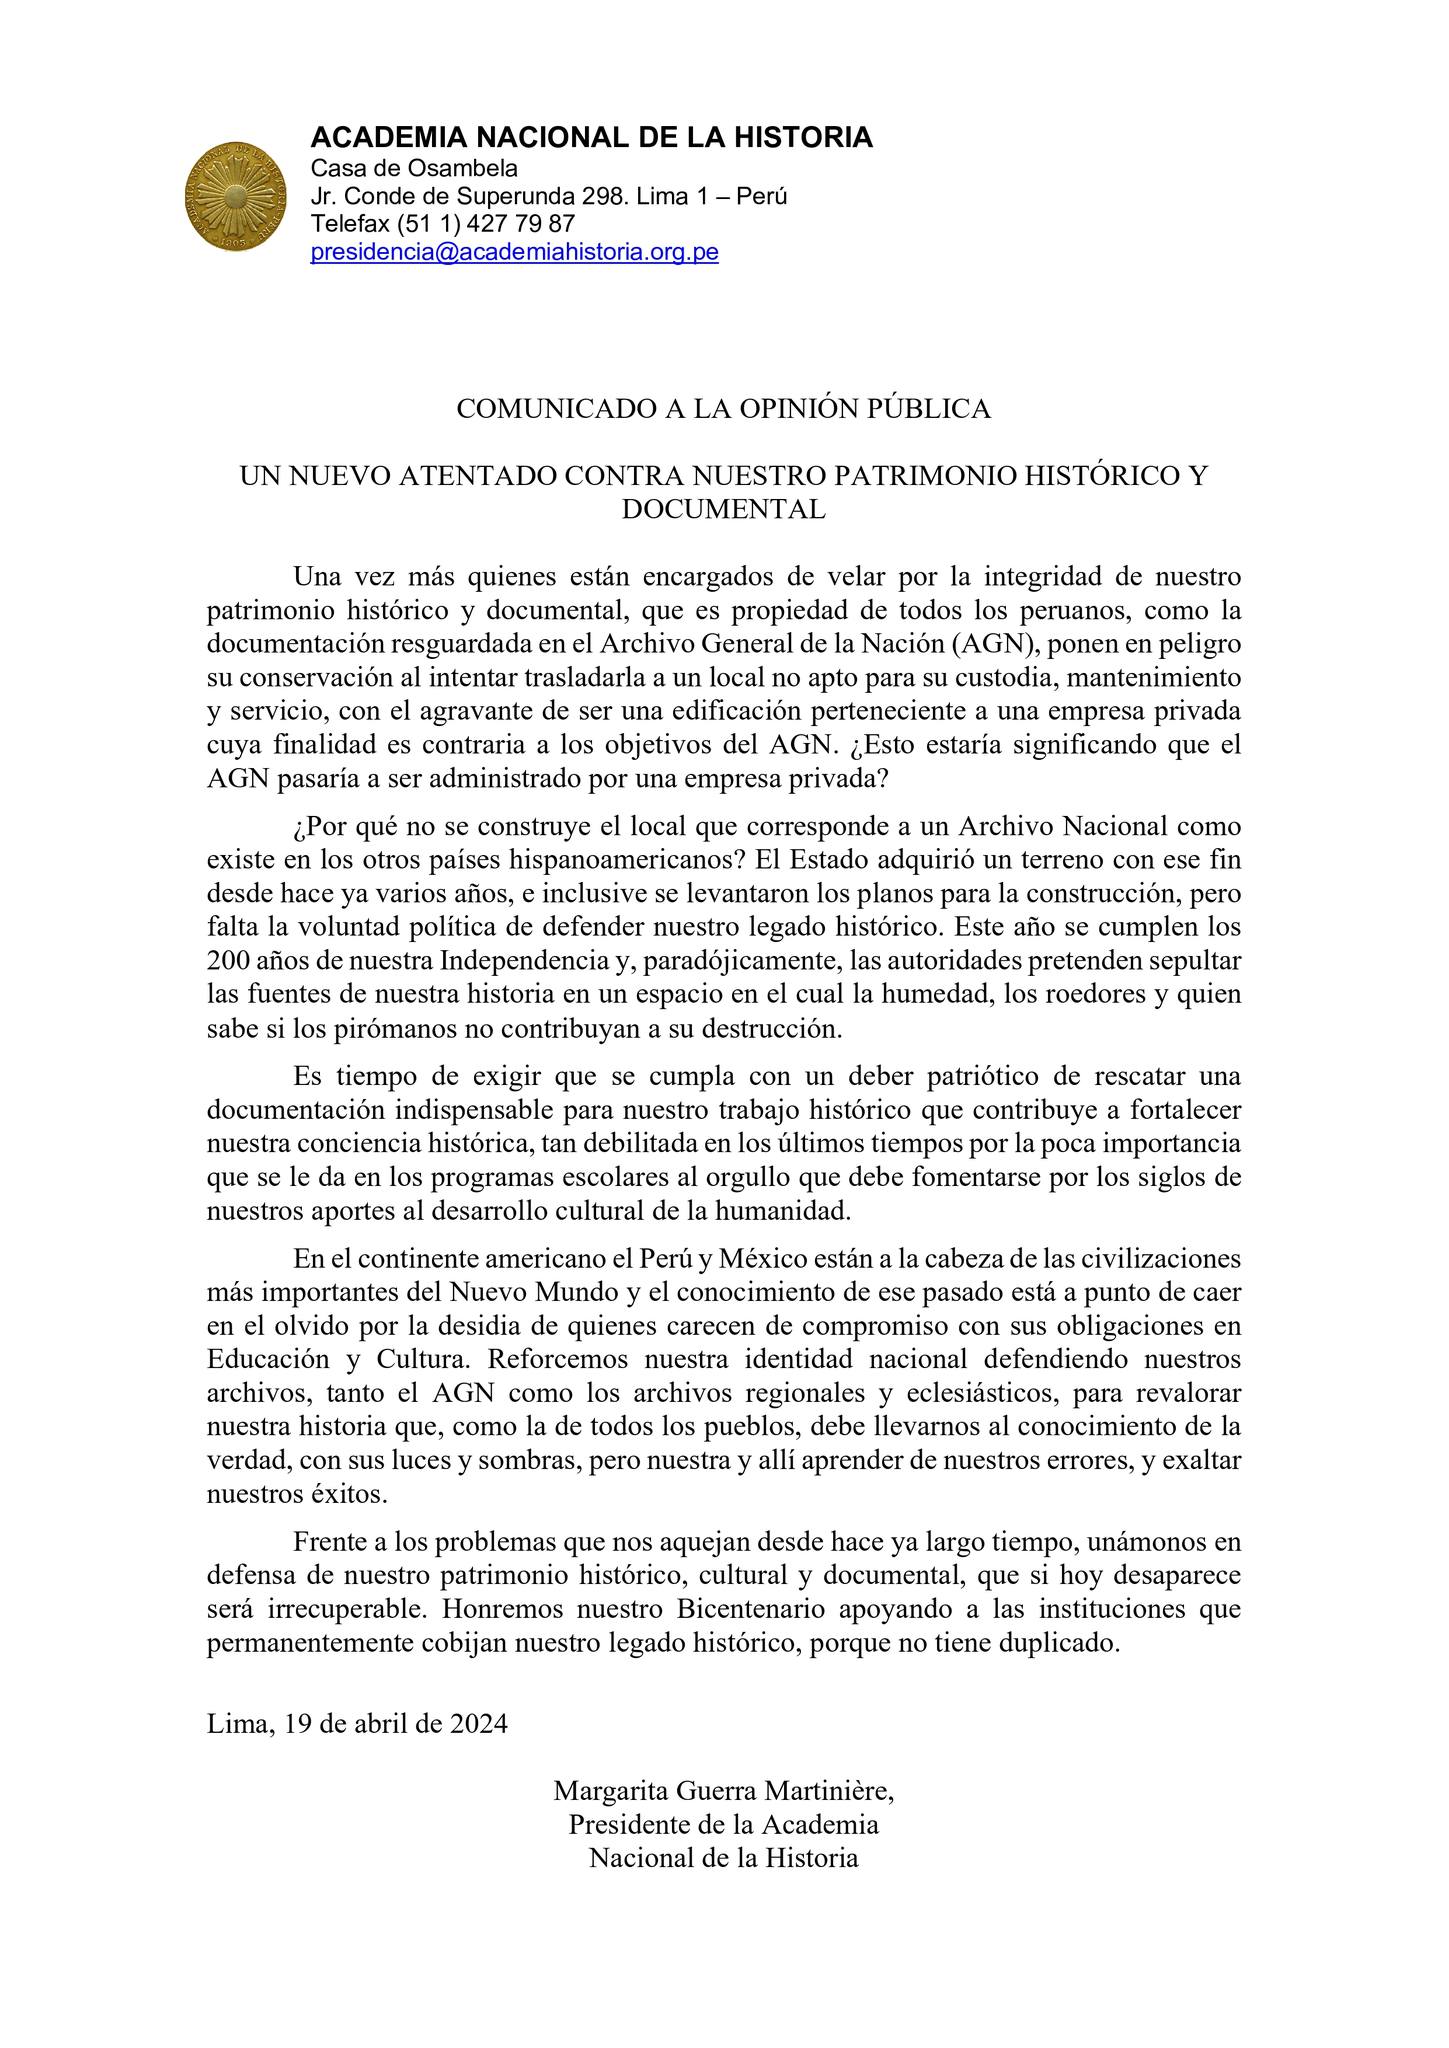 ACADEMIA NACIONAL DE LA HISTORIA
Casa de Osambela
Jr. Conde de Superunda 298. Lima 1 – Perú
Telefax (51 1) 427 79 87
presidencia@academiahistoria.org.pe
ACADEMIA NACIONAL DE LA HISTORIA PERU
1905
COMUNICADO A LA OPINIÓN PÚBLICA
UN NUEVO ATENTADO CONTRA NUESTRO PATRIMONIO HISTÓRICO Y
DOCUMENTAL
Una vez más quienes están encargados de velar por la integridad de nuestro
patrimonio histórico y documental, que es propiedad de todos los peruanos, como la
documentación resguardada en el Archivo General de la Nación (AGN), ponen en peligro
su conservación al intentar trasladarla a un local no apto para su custodia, mantenimiento
y servicio, con el agravante de ser una edificación perteneciente a una empresa privada
cuya finalidad es contraria a los objetivos del AGN. ¿Esto estaría significando que el
AGN pasaría a ser administrado por una empresa privada?
¿Por qué no se construye el local que corresponde a un Archivo Nacional como
existe en los otros países hispanoamericanos? El Estado adquirió un terreno con ese fin
desde hace ya varios años, e inclusive se levantaron los planos para la construcción, pero
falta la voluntad política de defender nuestro legado histórico. Este año se cumplen los
200 años de nuestra Independencia y, paradójicamente, las autoridades pretenden sepultar
las fuentes de nuestra historia en un espacio en el cual la humedad, los roedores y quien
sabe si los pirómanos no contribuyan a su destrucción.
Es tiempo de exigir que se cumpla con un deber patriótico de rescatar una
documentación indispensable para nuestro trabajo histórico que contribuye a fortalecer
nuestra conciencia histórica, tan debilitada en los últimos tiempos por la poca importancia
que se le da en los programas escolares al orgullo que debe fomentarse por los siglos de
nuestros aportes al desarrollo cultural de la humanidad.
En el continente americano el Perú y México están a la cabeza de las civilizaciones
más importantes del Nuevo Mundo y el conocimiento de ese pasado está a punto de caer
en el olvido por la desidia de quienes carecen de compromiso con sus obligaciones en
Educación y Cultura. Reforcemos nuestra identidad nacional defendiendo nuestros
archivos, tanto el AGN como los archivos regionales y eclesiásticos, para revalorar
nuestra historia que, como la de todos los pueblos, debe llevarnos al conocimiento de la
verdad, con sus luces y sombras, pero nuestra y allí aprender de nuestros errores, y exaltar
nuestros éxitos.
Frente a los problemas que nos aquejan desde hace ya largo tiempo, unámonos en
defensa de nuestro patrimonio histórico, cultural y documental, que si hoy desaparece
será irrecuperable. Honremos nuestro Bicentenario apoyando a las instituciones que
permanentemente cobijan nuestro legado histórico, porque no tiene duplicado.
Lima, 19 de abril de 2024
Margarita Guerra Martinière,
Presidente de la Academia
Nacional de la Historia